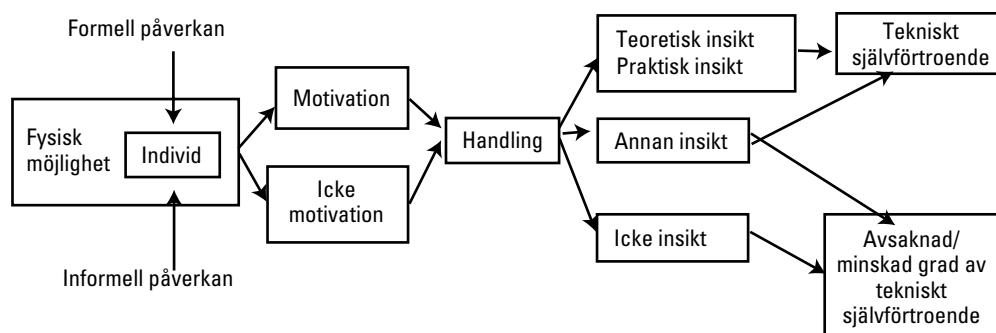 Formell påverkan
Fysisk
möjlighet
Individ
Informell påverkan
Motivation
Icke
motivation
Handling
Teoretisk insikt
Praktisk insikt
Annan insikt
Icke insikt
Tekniskt
självförtroende
Avsaknad/
minskad grad av
tekniskt
självförtroende